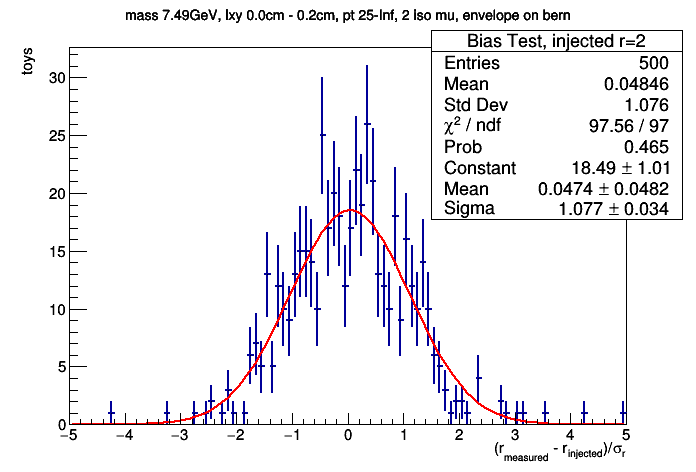 mass 7.49GeV, lxy 0.0cm - 0.2cm, pt 25-Inf, 2 iso mu, envelope on bern
Bias Test, injected r=2
Entries 500
Mean 0.04846
Std Dev 1.076
χ² / ndf 97.56 / 97
Prob 0.465
Constant 18.49 ± 1.01
Mean 0.0474 ± 0.0482
Sigma 1.077 ± 0.034
toys
30
25
20
15
10
5
0
−5 −4 −3 −2 −1 0 1 2 3 4 5
(r_measured - r_injected)/σ_r